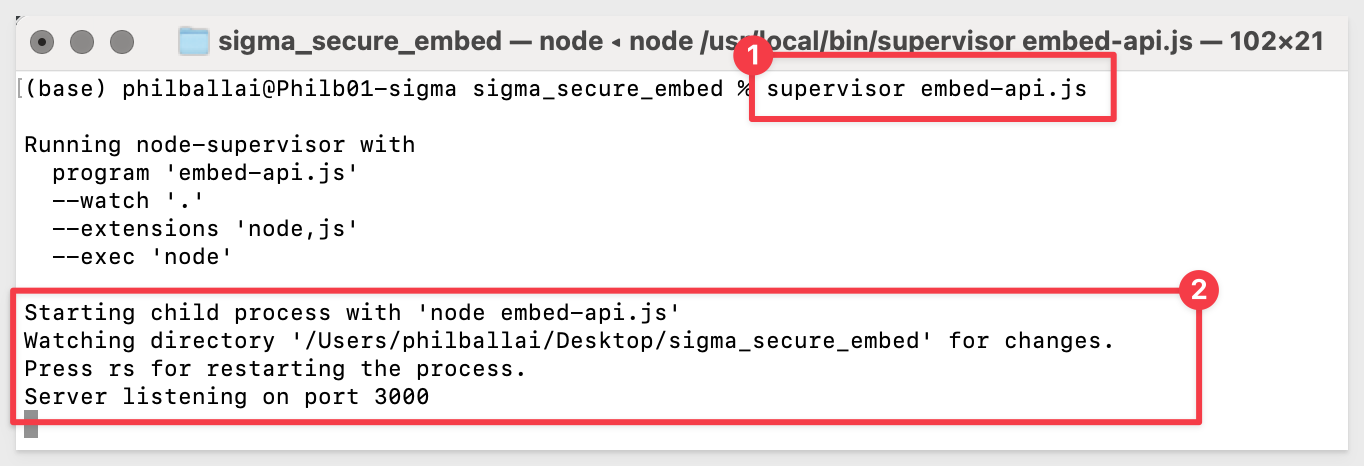 sigma_secure_embed — node ◂ node /usr/local/bin/supervisor embed-api.js — 102×21
1
(base) philballai@Philb01-sigma sigma_secure_embed % supervisor embed-api.js
Running node-supervisor with
  program 'embed-api.js'
  --watch '.'
  --extensions 'node,js'
  --exec 'node'
2
Starting child process with 'node embed-api.js'
Watching directory '/Users/philballai/Desktop/sigma_secure_embed' for changes.
Press rs for restarting the process.
Server listening on port 3000